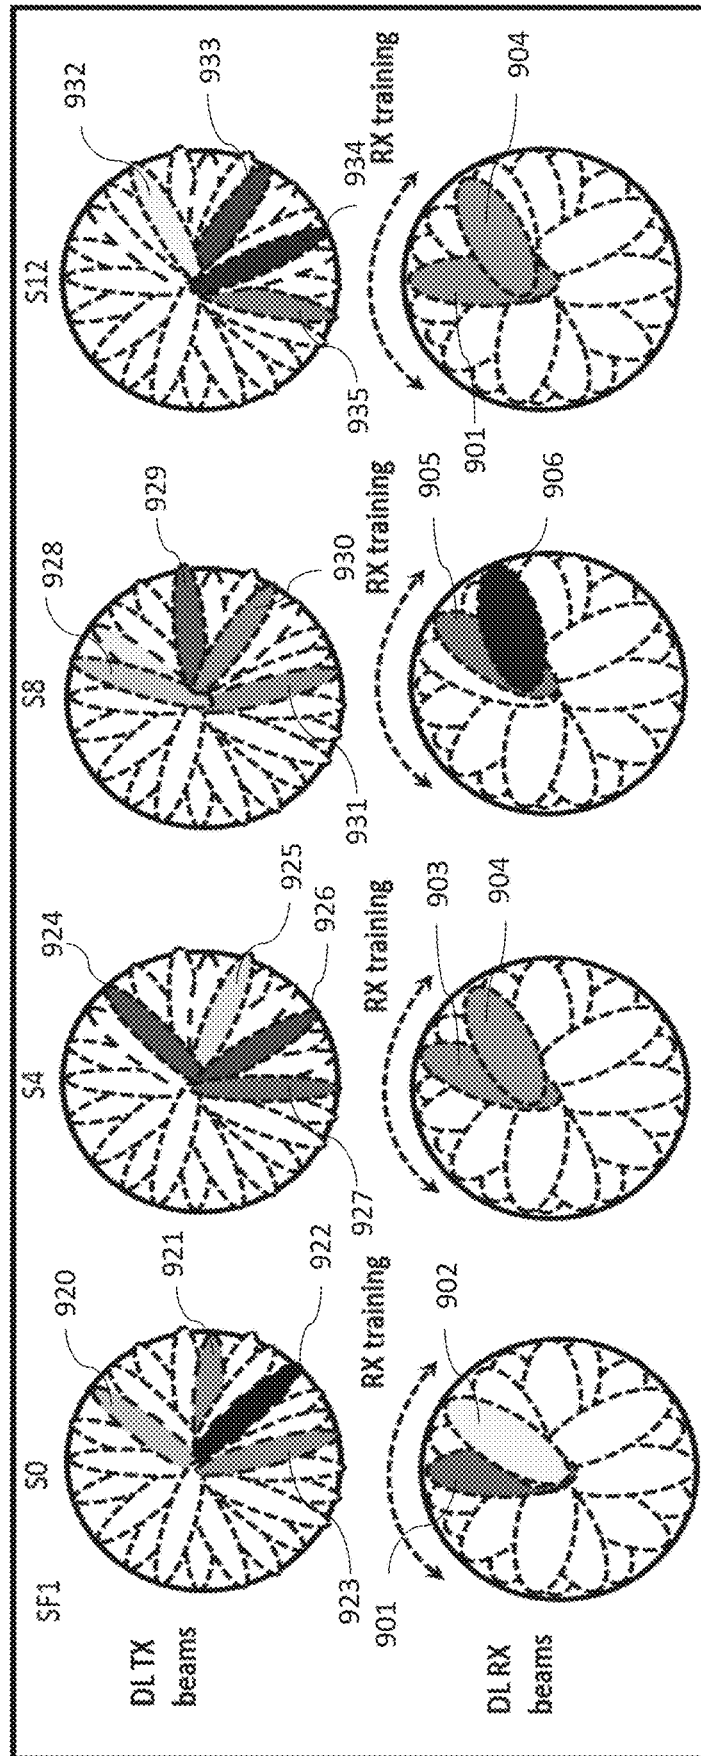 SF1
S0
S4
S8
S12
DL TX
beams
920
921
922
923
924
925
926
927
928
929
930
931
932
933
934
935
RX training
RX training
RX training
RX training
DL RX
beams
901
902
903
904
905
906
901
904